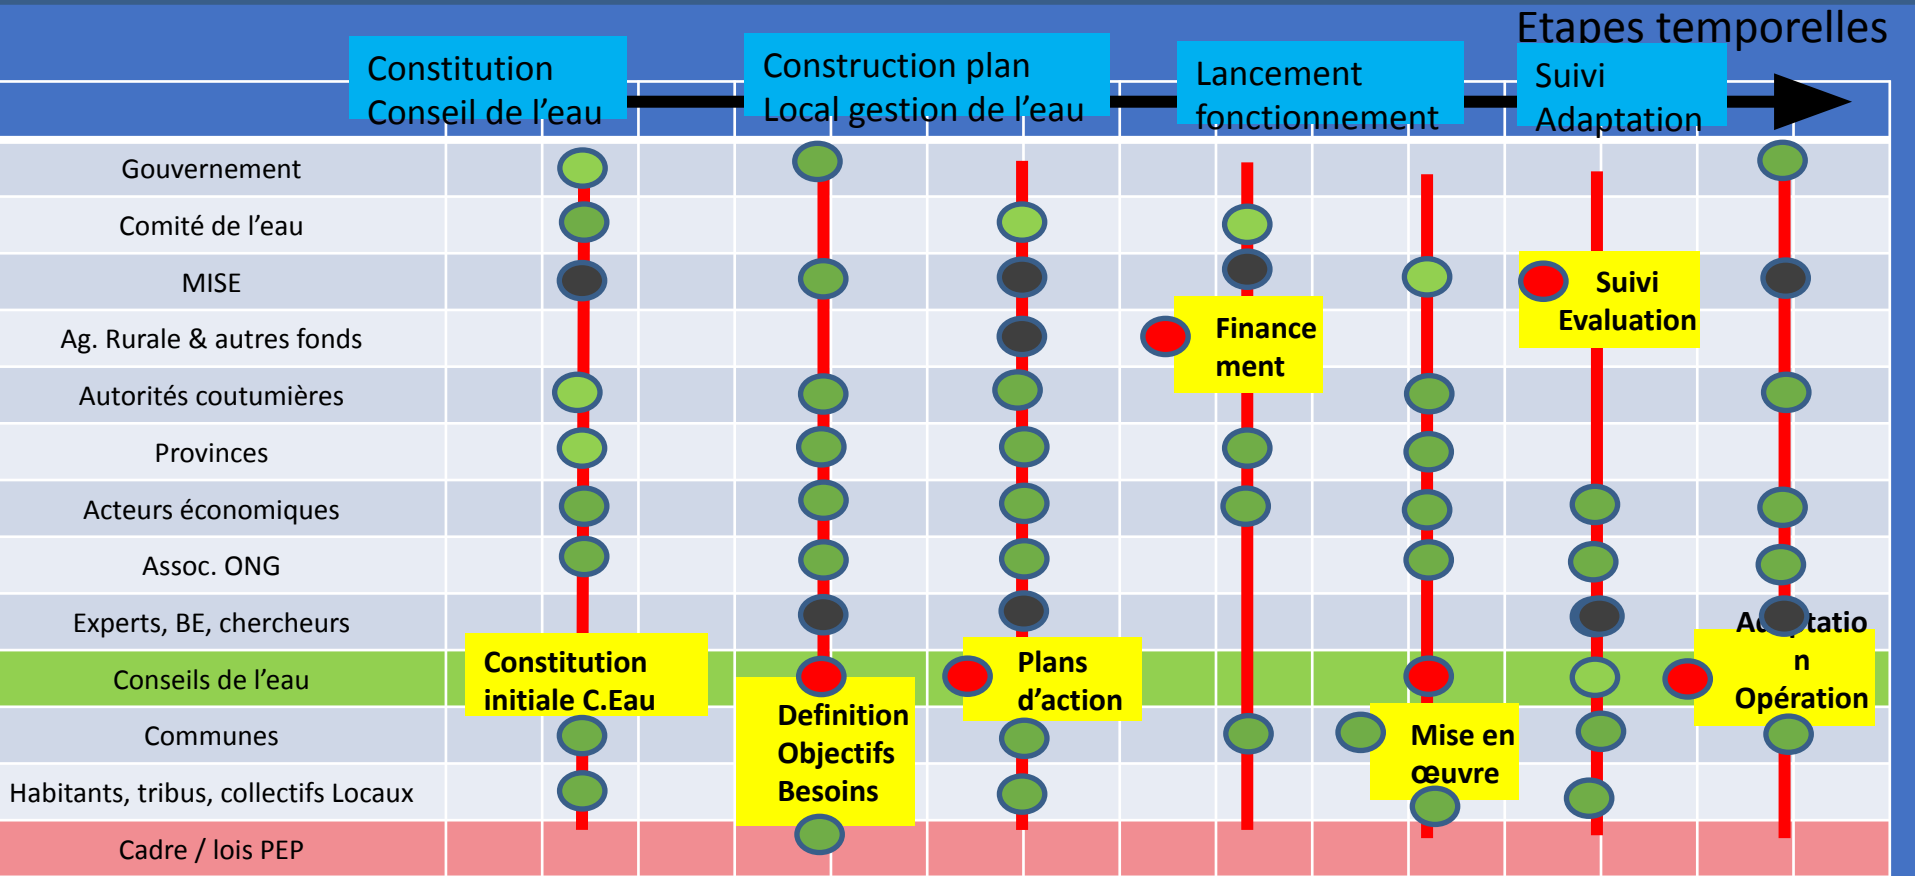 Etapes temporelles
Constitution
Conseil de l'eau
Construction plan
Local gestion de l'eau
Lancement
fonctionnement
Suivi
Adaptation
Gouvernement
Comité de l'eau
MISE
Suivi
Evaluation
Ag. Rurale & autres fonds
Finance
ment
Autorités coutumières
Provinces
Acteurs économiques
Assoc. ONG
Experts, BE, chercheurs
Conseils de l'eau
Constitution
initiale C.Eau
Definition
Objectifs
Besoins
Plans
d'action
Mise en
œuvre
n
Opération
Communes
Habitants, tribus, collectifs Locaux
Cadre / lois PEP